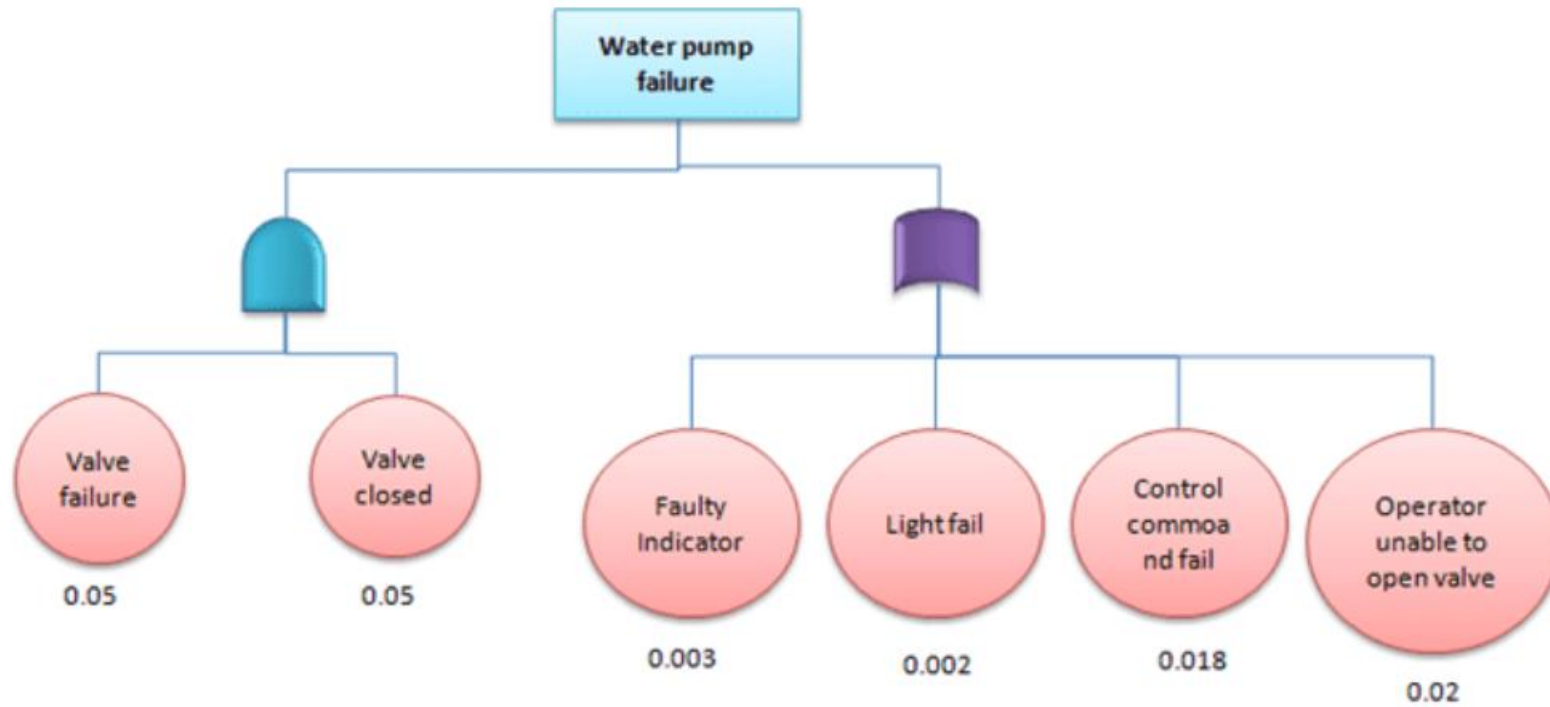 Water pump
failure
Valve
failure
Valve
closed
Faulty
Indicator
Light fail
Control
commoa
nd fail
Operator
unable to
open valve
0.05
0.05
0.003
0.002
0.018
0.02